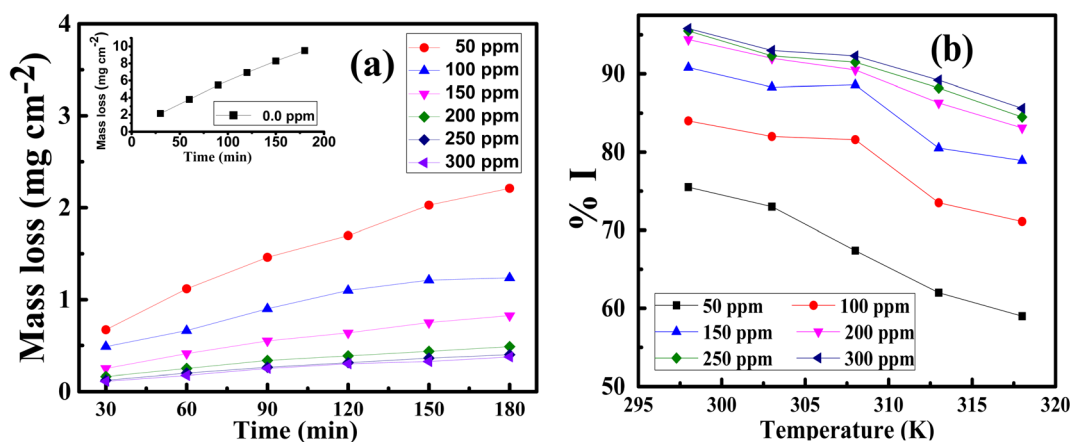 (a)
Mass loss (mg cm-2)
4
3
2
1
0
30 60 90 120 150 180
Time (min)
Mass loss (mg cm-2)
10
8
6
4
2
0
0 50 100 150 200
Time (min)
0.0 ppm
50 ppm
100 ppm
150 ppm
200 ppm
250 ppm
300 ppm
(b)
% I
90
80
70
60
50
295 300 305 310 315 320
Temperature (K)
50 ppm 100 ppm
150 ppm 200 ppm
250 ppm 300 ppm